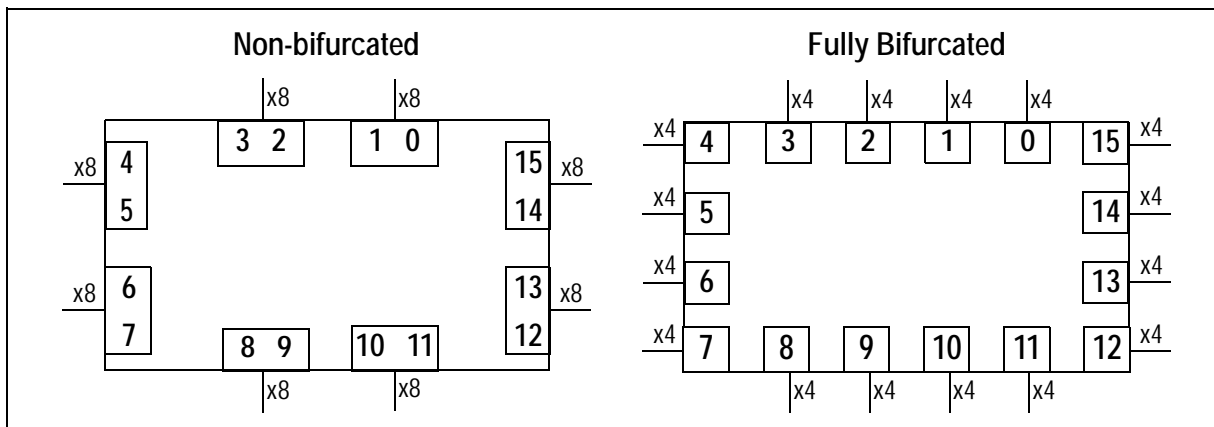 Non-bifurcated
x8 x8
3 2 1 0
x8 4 15 x8
5 14
x8 6 13 x8
7 12
8 9 10 11
x8 x8
Fully Bifurcated
x4 x4 x4 x4
x4 4 3 2 1 0 15 x4
x4 5 14 x4
x4 6 13 x4
x4 7 8 9 10 11 12 x4
x4 x4 x4 x4